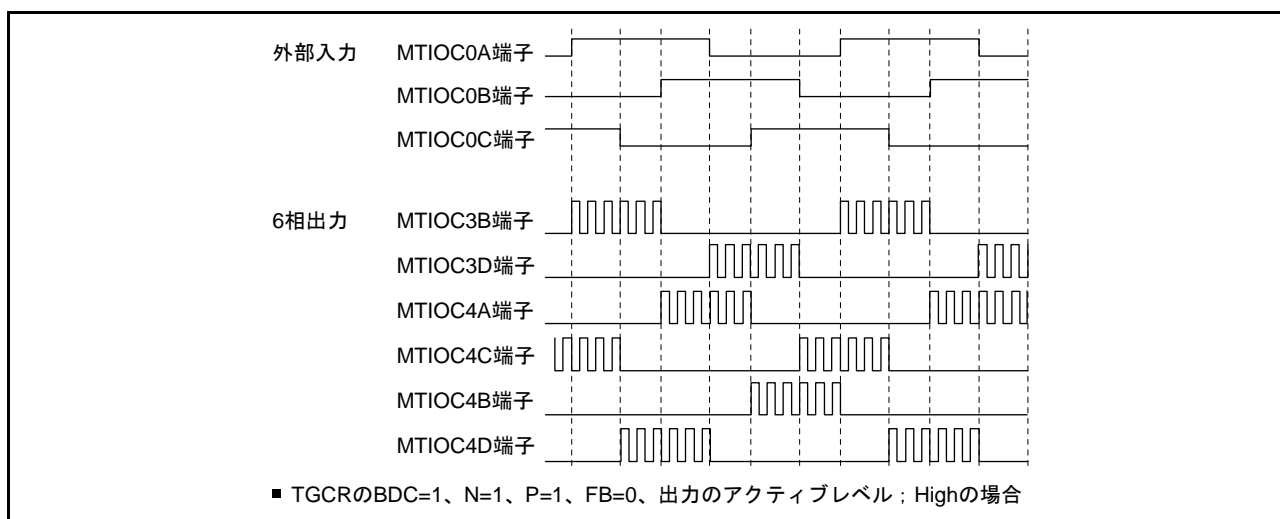 外部入力 MTIOC0A端子
MTIOC0B端子
MTIOC0C端子
6相出力 MTIOC3B端子
MTIOC3D端子
MTIOC4A端子
MTIOC4C端子
MTIOC4B端子
MTIOC4D端子
■ TGCRのBDC=1、N=1、P=1、FB=0、出力のアクティブレベル；Highの場合